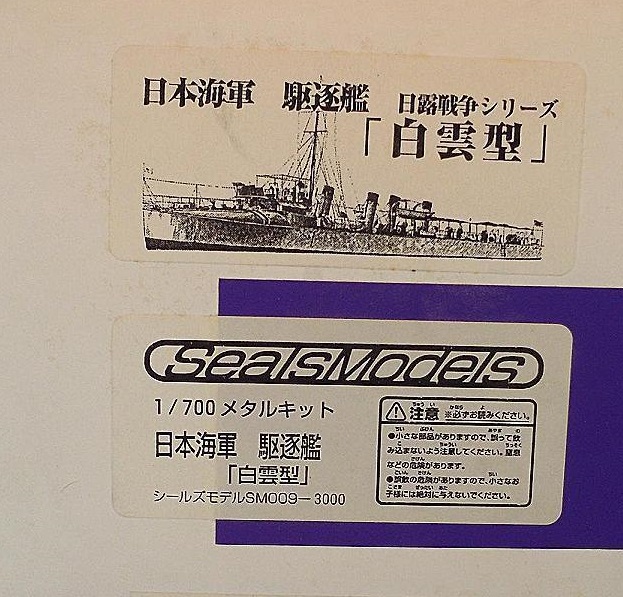 日本海軍 駆逐艦 日露戦争シリーズ
「白雲型」
SealsModels
1/700メタルキット
日本海軍 駆逐艦
「白雲型」
シールズモデルSM009-3000
注意 ※必ずお読みください。
●小さな部品がありますので、誤って飲
み込まないよう注意してください。窒息
などの危険があります。
●誤飲の危険がありますので、小さなお
子様には絶対に与えないでください。